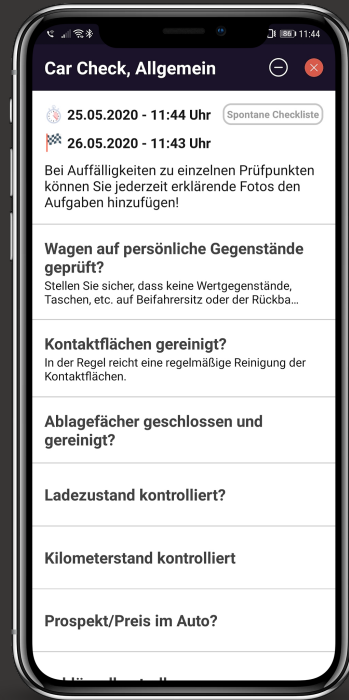 86 11:44
Car Check, Allgemein
25.05.2020 - 11:44 Uhr Spontane Checkliste
26.05.2020 - 11:43 Uhr
Bei Auffälligkeiten zu einzelnen Prüfpunkten
können Sie jederzeit erklärende Fotos den
Aufgaben hinzufügen!
Wagen auf persönliche Gegenstände
geprüft?
Stellen Sie sicher, dass keine Wertgegenstände,
Taschen, etc. auf Beifahrersitz oder der Rückba...
Kontaktflächen gereinigt?
In der Regel reicht eine regelmäßige Reinigung der
Kontaktflächen.
Ablagefächer geschlossen und
gereinigt?
Ladezustand kontrolliert?
Kilometerstand kontrolliert
Prospekt/Preis im Auto?